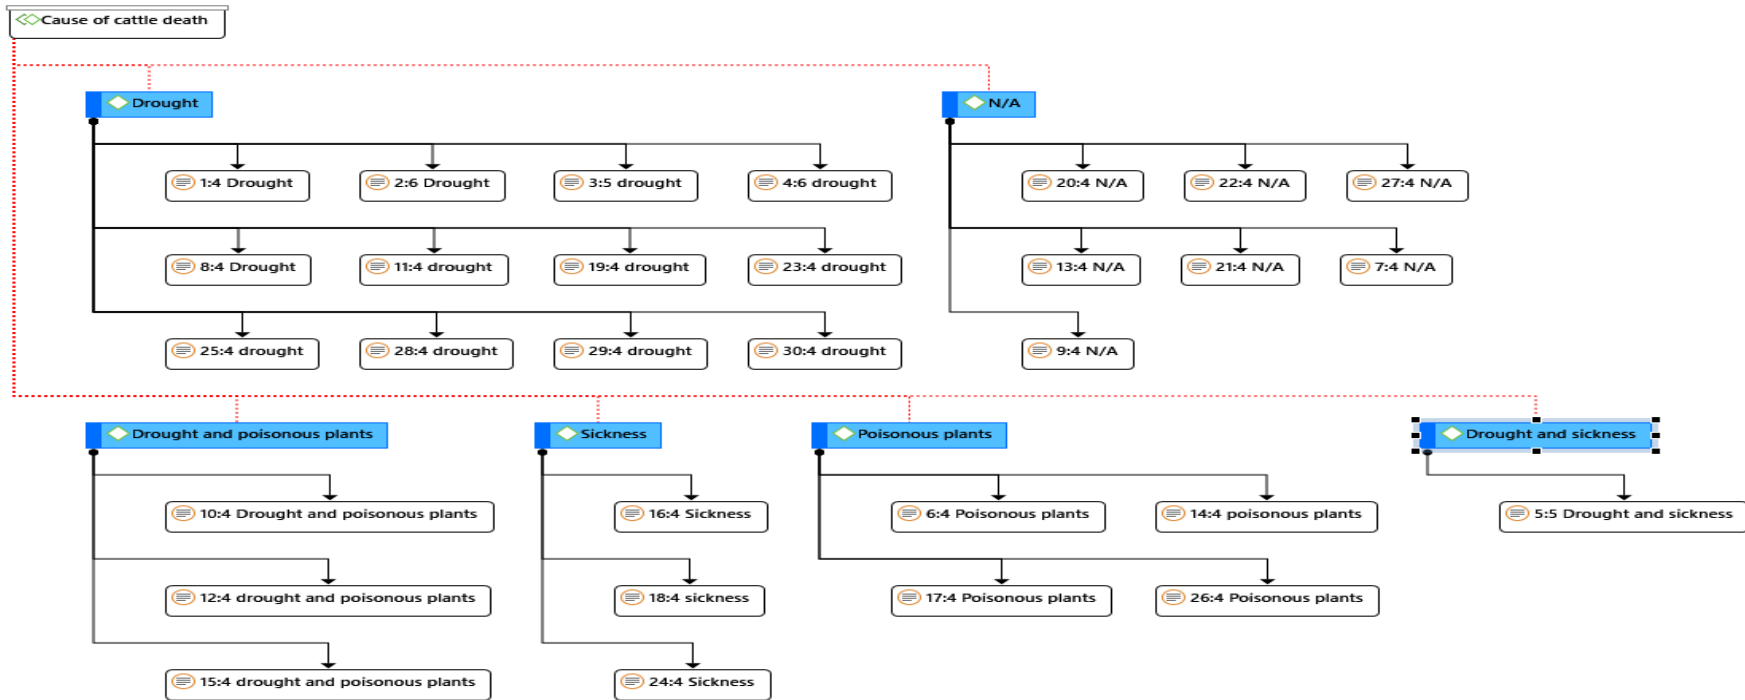 Cause of cattle death
Drought
N/A
1:4 Drought
2:6 Drought
3:5 drought
4:6 drought
20:4 N/A
22:4 N/A
27:4 N/A
8:4 Drought
11:4 drought
19:4 drought
23:4 drought
13:4 N/A
21:4 N/A
7:4 N/A
25:4 drought
28:4 drought
29:4 drought
30:4 drought
9:4 N/A
Drought and poisonous plants
Sickness
Poisonous plants
Drought and sickness
10:4 Drought and poisonous plants
16:4 Sickness
6:4 Poisonous plants
14:4 poisonous plants
5:5 Drought and sickness
12:4 drought and poisonous plants
18:4 sickness
17:4 Poisonous plants
26:4 Poisonous plants
15:4 drought and poisonous plants
24:4 Sickness